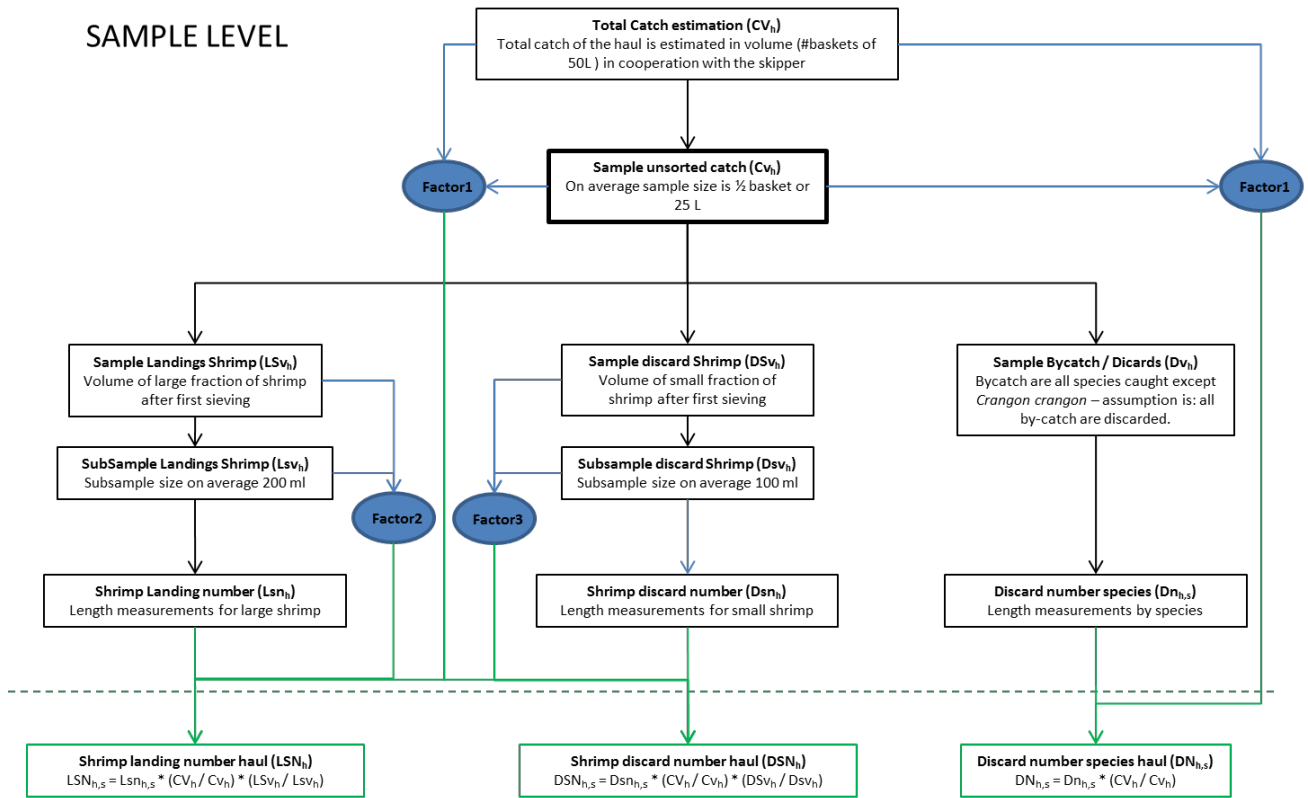 SAMPLE LEVEL
Total Catch estimation (CVh)
Total catch of the haul is estimated in volume (#baskets of
50L ) in cooperation with the skipper
Factor1
Sample unsorted catch (Cvh)
On average sample size is ½ basket or
25 L
Factor1
Sample Landings Shrimp (LSvh)
Volume of large fraction of shrimp
after first sieving
Sample discard Shrimp (DSvh)
Volume of small fraction of
shrimp after first sieving
Sample Bycatch / Dicards (Dvh)
Bycatch are all species caught except
Crangon crangon – assumption is: all
by-catch are discarded.
SubSample Landings Shrimp (Lsvh)
Subsample size on average 200 ml
Subsample discard Shrimp (Dsvh)
Subsample size on average 100 ml
Factor2
Factor3
Shrimp Landing number (Lsnh)
Length measurements for large shrimp
Shrimp discard number (Dsnh)
Length measurements for small shrimp
Discard number species (Dnh,s)
Length measurements by species
Shrimp landing number haul (LSNh)
LSNh,s = Lsnh,s * (CVh / Cvh) * (LSvh / Lsvh)
Shrimp discard number haul (DSNh)
DSNh,s = Dsnh,s * (CVh / Cvh) * (DSvh / Dsvh)
Discard number species haul (DNh,s)
DNh,s = Dnh,s * (CVh / Cvh)